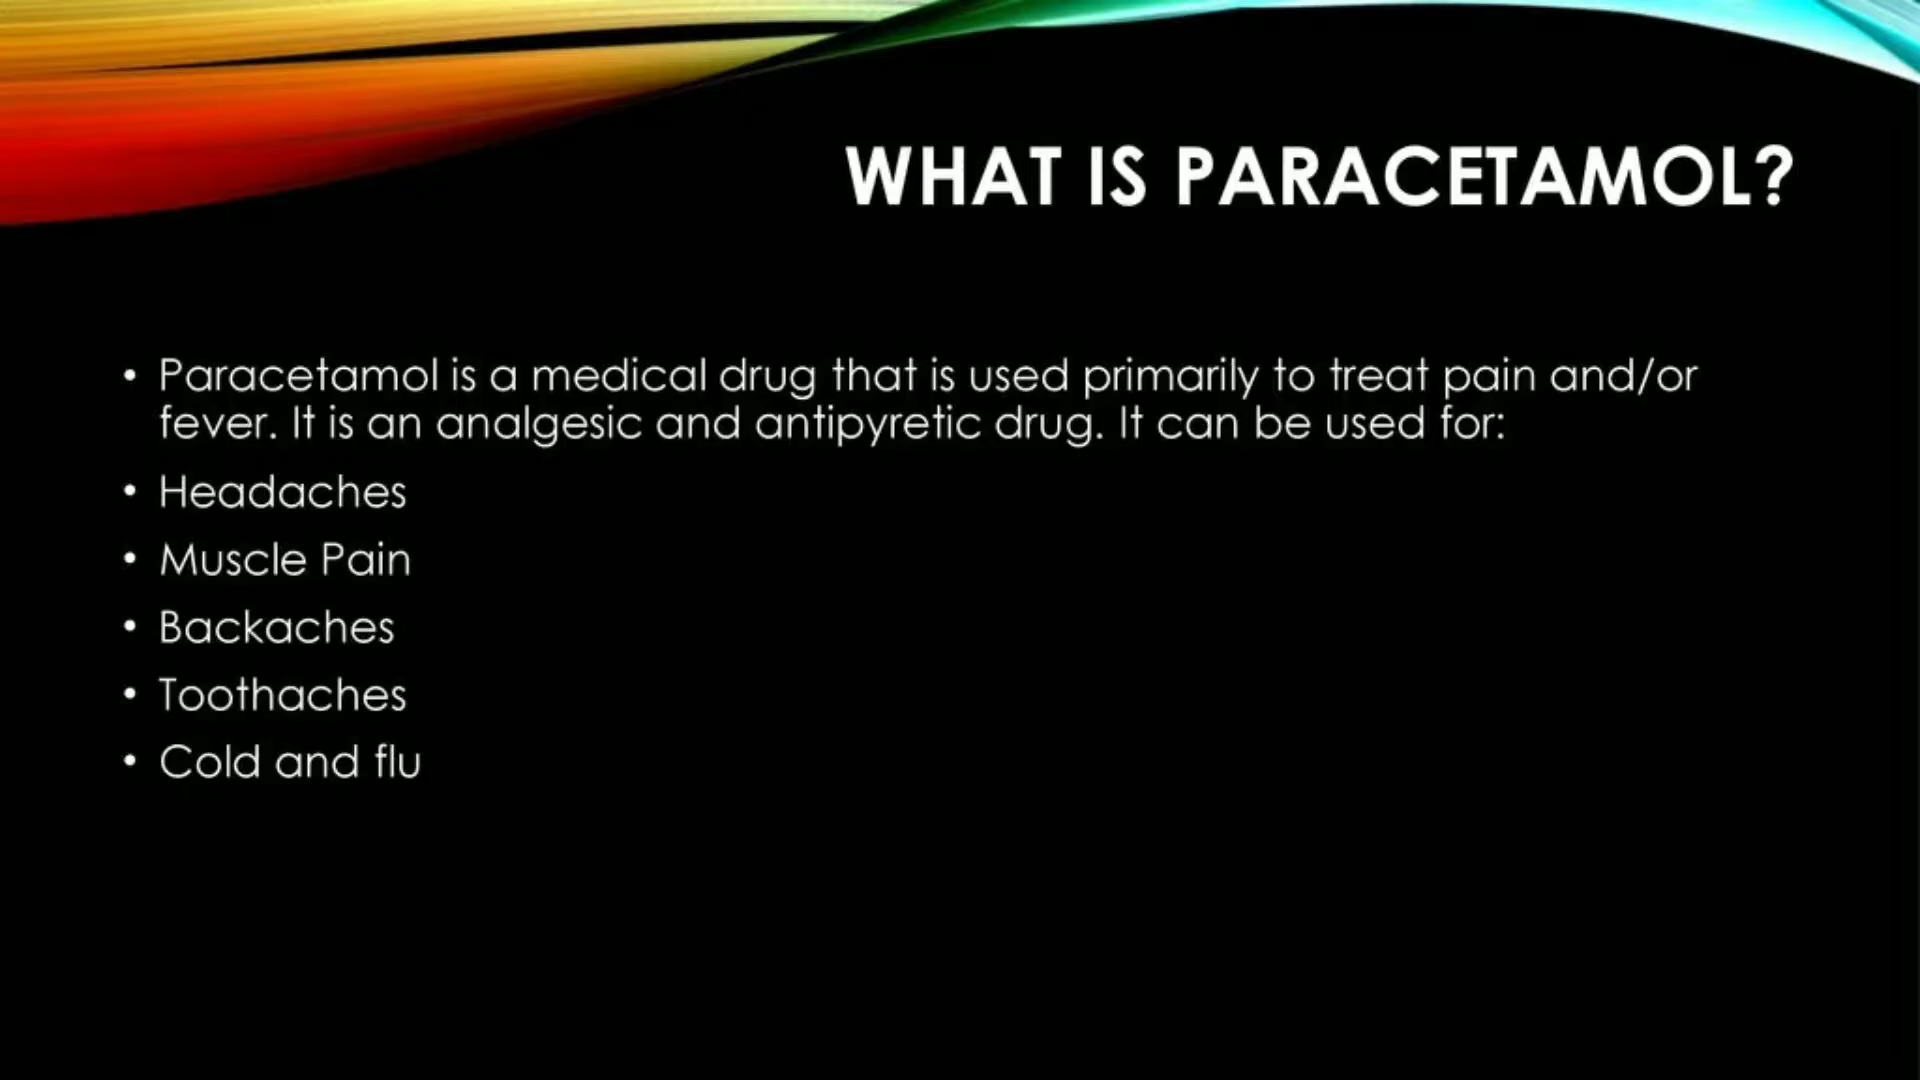 WHAT IS PARACETAMOL?
• Paracetamol is a medical drug that is used primarily to treat pain and/or
fever. It is an analgesic and antipyretic drug. It can be used for:
• Headaches
• Muscle Pain
• Backaches
• Toothaches
• Cold and flu